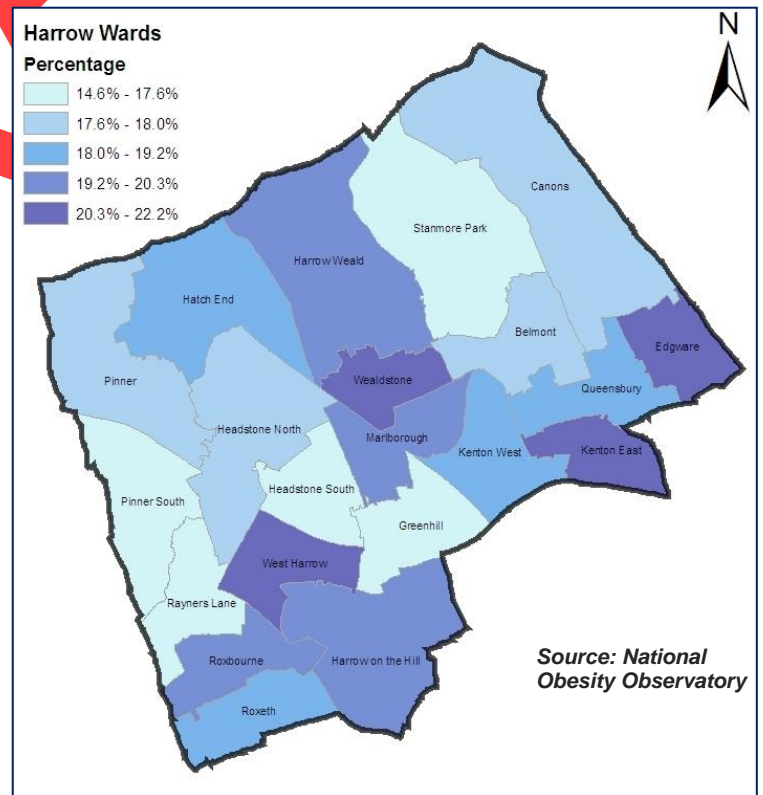 Harrow Wards
Percentage
14.6% - 17.6%
17.6% - 18.0%
18.0% - 19.2%
19.2% - 20.3%
20.3% - 22.2%
N
Canons
Stanmore Park
Harrow Weald
Hatch End
Belmont
Edgware
Pinner
Wealdstone
Queensbury
Headstone North
Marlborough
Kenton West
Kenton East
Pinner South
Headstone South
Greenhill
West Harrow
Rayners Lane
Roxbourne
Harrow on the Hill
Roxeth
Source: National
Obesity Observatory